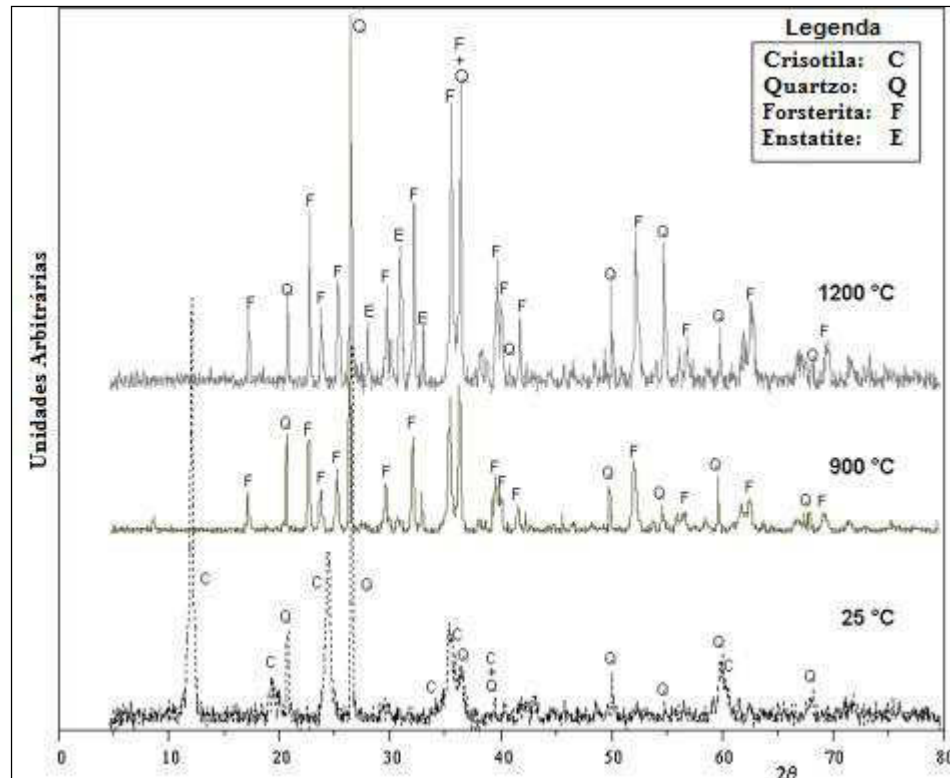 Legenda
Crisotila: C
Quartzo: Q
Forsterita: F
Enstatite: E
Unidades Arbitrárias
Q
F
+
Q
F
F
F
E
F
F
F
F
Q
F
E
E
F
F
Q
F
Q
F
Q
F
Q
F
Q
F
1200 °C
Q
F
F
F
F
F
F
F
F
F
Q
F
Q
F
Q
F
Q
F
900 °C
C
C
Q
C
Q
C
C
Q
C
+
Q
Q
Q
Q
C
Q
25 °C
0 10 20 30 40 50 60 70 80
2θ